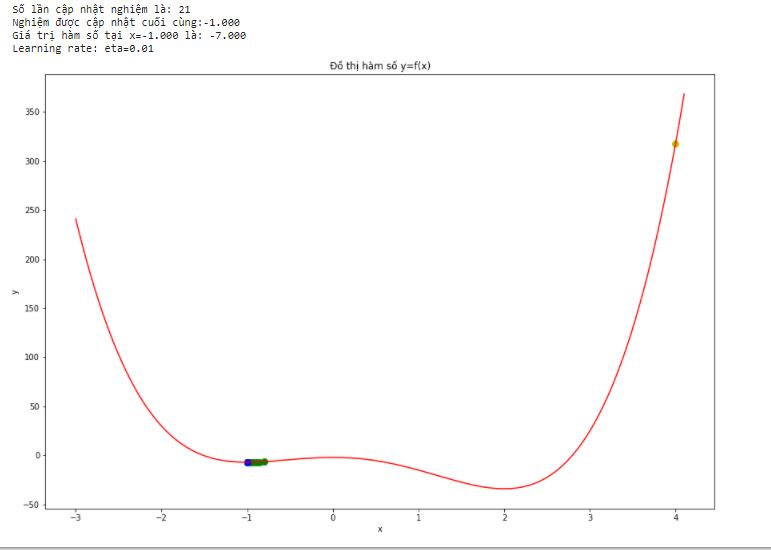 Số lần cập nhật nghiệm là: 21
Nghiệm được cập nhật cuối cùng:-1.000
Giá trị hàm số tại x=-1.000 là: -7.000
Learning rate: eta=0.01
Đồ thị hàm số y=f(x)
350
300
250
200
150
100
50
0
−50
y
−3 −2 −1 0 1 2 3 4
x